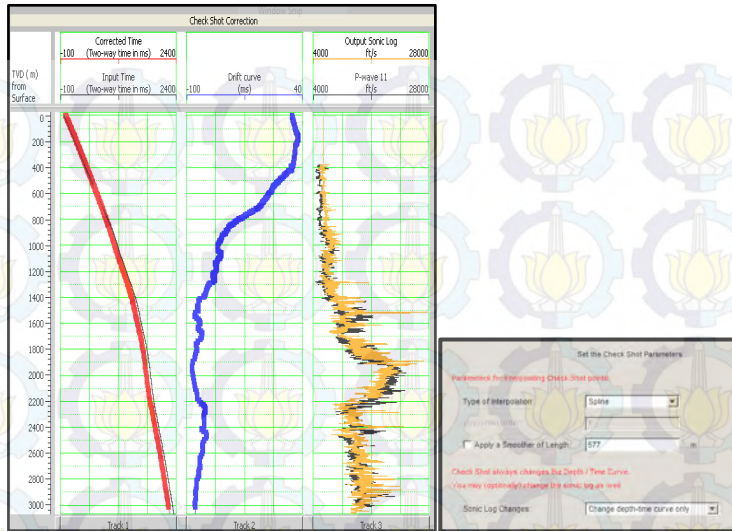 Window Snip
Check Shot Correction
Corrected Time
-100 (Two-way time in ms) 2400
Output Sonic Log
4000 ft/s 28000
TVD ( m )
from
Surface
Input Time
-100 (Two-way time in ms) 2400
Drift curve
-100 (ms) 40
P-wave 11
4000 ft/s 28000
0
200
400
600
800
1000
1200
1400
1600
1800
2000
2200
2400
2600
2800
3000
Track 1
Track 2
Track 3
Set the Check Shot Parameters
Parameters for Interpolating Check Shot points:
Type of Interpolation:
Spline
Apply a Smoother of Length:
577
m
Check Shot always changes the Depth / Time Curve.
You may (optionally) change the sonic log as well
Sonic Log Changes:
Change depth-time curve only